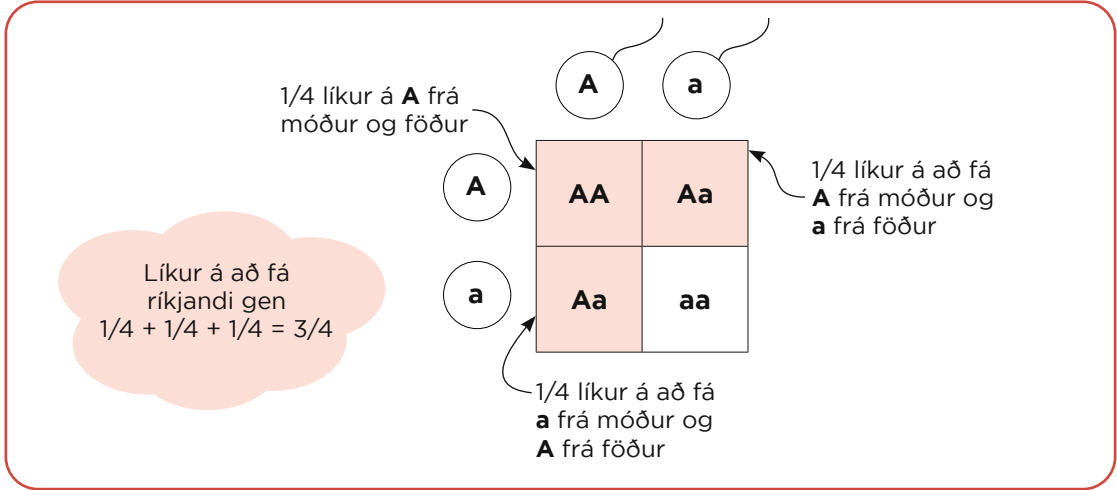 A a
1/4 líkur á A frá
móður og föður
A
AA Aa
1/4 líkur á að fá
A frá móður og
a frá föður
Líkur á að fá
ríkjandi gen
1/4 + 1/4 + 1/4 = 3/4
a
Aa aa
1/4 líkur á að fá
a frá móður og
A frá föður